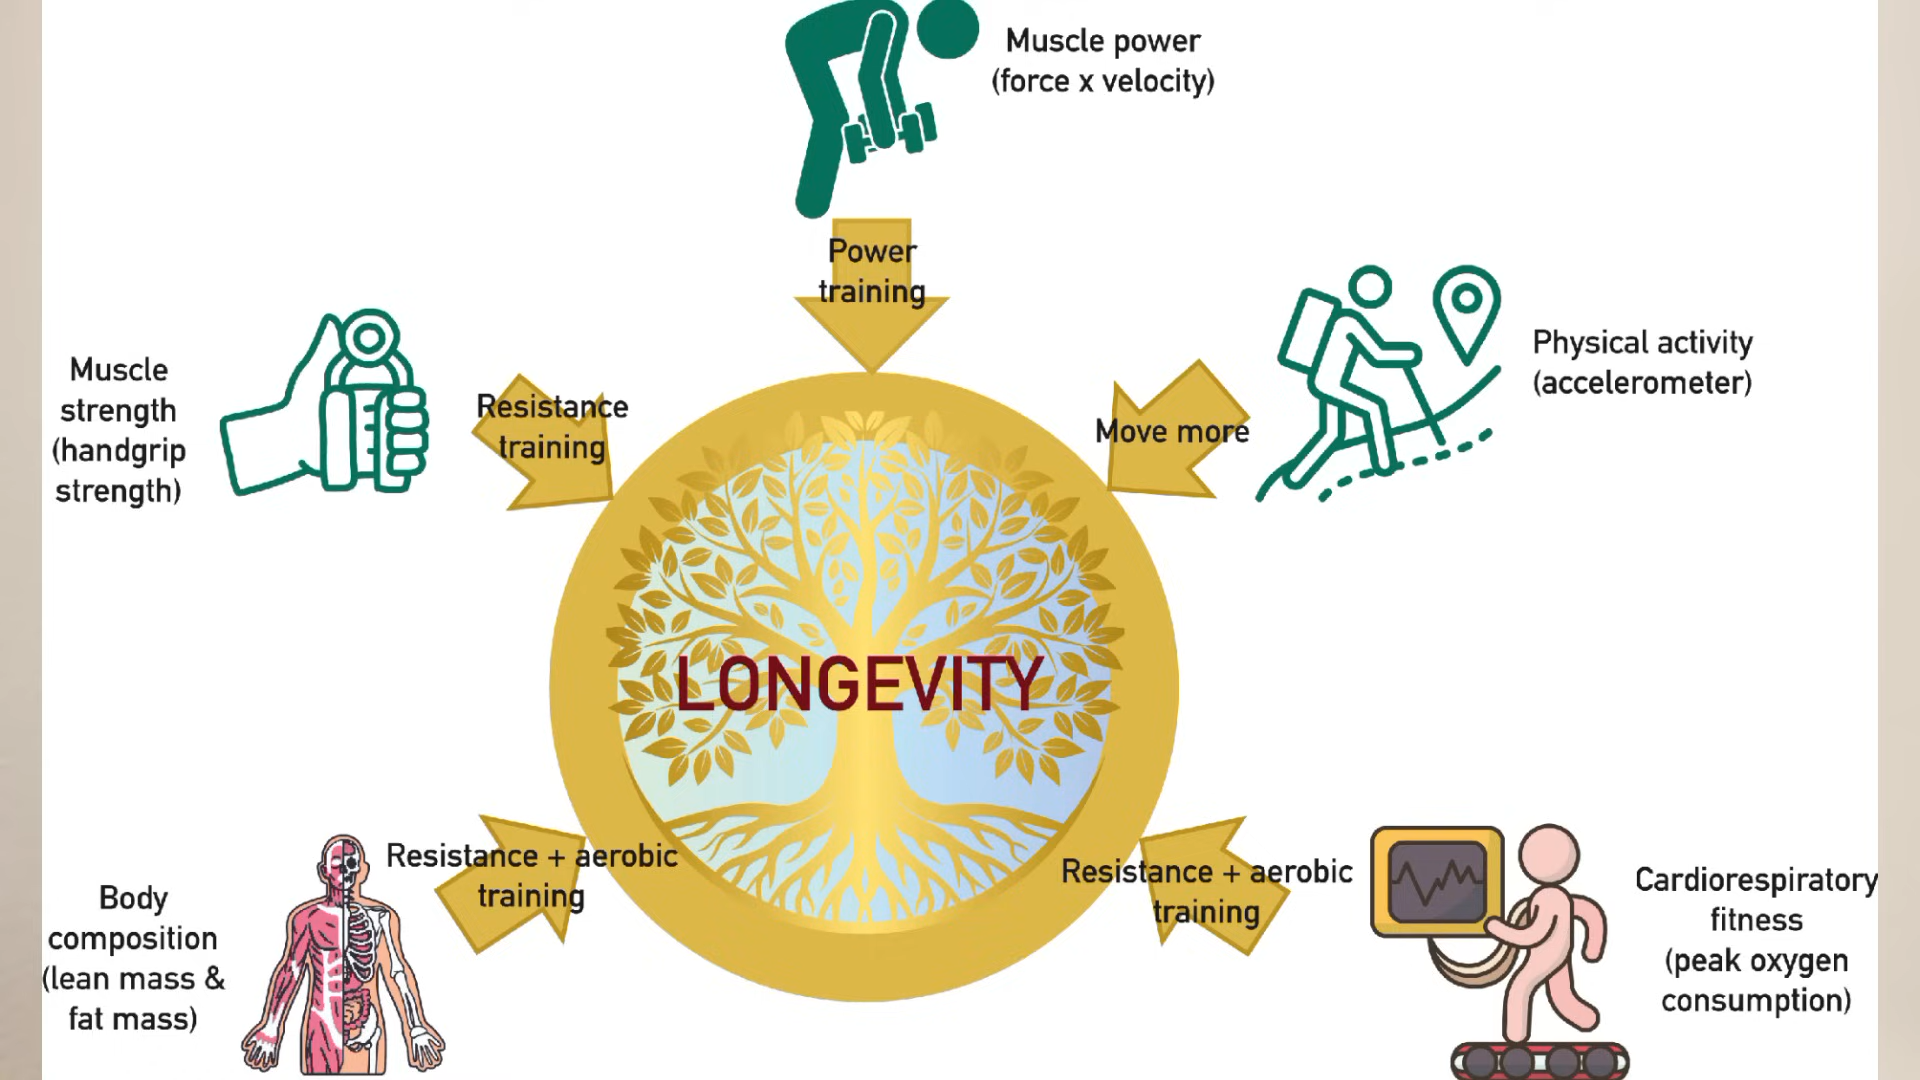 Muscle power
(force x velocity)
Power
training
Muscle
strength
(handgrip
strength)
Resistance
training
Move more
Physical activity
(accelerometer)
LONGEVITY
Body
composition
(lean mass &
fat mass)
Resistance + aerobic
training
Resistance + aerobic
training
Cardiorespiratory
fitness
(peak oxygen
consumption)